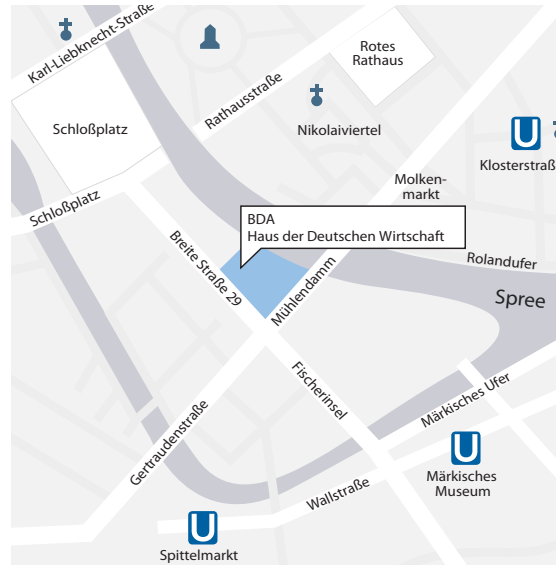 Karl-Liebknecht-Straße
Rotes
Rathaus
Rathausstraße
Schloßplatz
Nikolaiviertel
U
Klosterstraß
Molken-
markt
Schloßplatz
BDA
Haus der Deutschen Wirtschaft
Breite Straße 29
Mühlendamm
Rolandufer
Spree
Fischerinsel
Märkisches Ufer
Gertraudenstraße
U
Märkisches
Museum
Wallstraße
U
Spittelmarkt